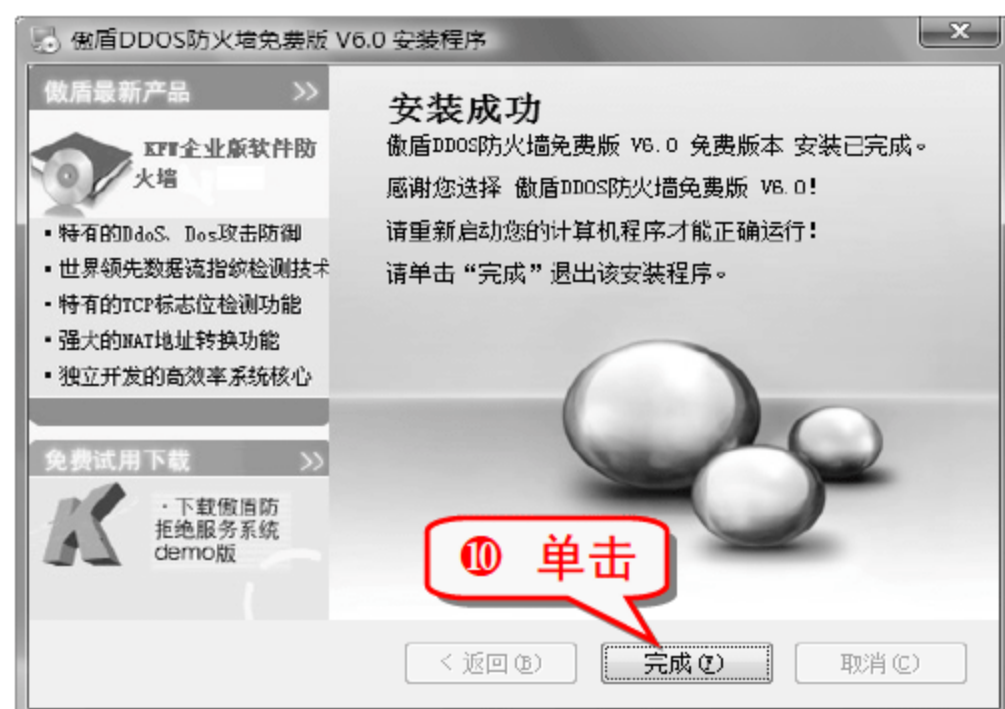 傲盾DDOS防火墙免费版 V6.0 安装程序
傲盾最新产品 >>
KFW企业版软件防
火墙
▪特有的DdoS、Dos攻击防御
▪世界领先数据流指纹检测技术
▪特有的TCP标志位检测功能
▪强大的NAT地址转换功能
▪独立开发的高效率系统核心
免费试用下载 >>
·下载傲盾防
拒绝服务系统
demo版
安装成功
傲盾DDOS防火墙免费版 V6.0 免费版本 安装已完成。
感谢您选择 傲盾DDOS防火墙免费版 V6.0!
请重新启动您的计算机程序才能正确运行!
请单击“完成”退出该安装程序。
❿ 单击
< 返回(B)
完成(F)
取消(C)